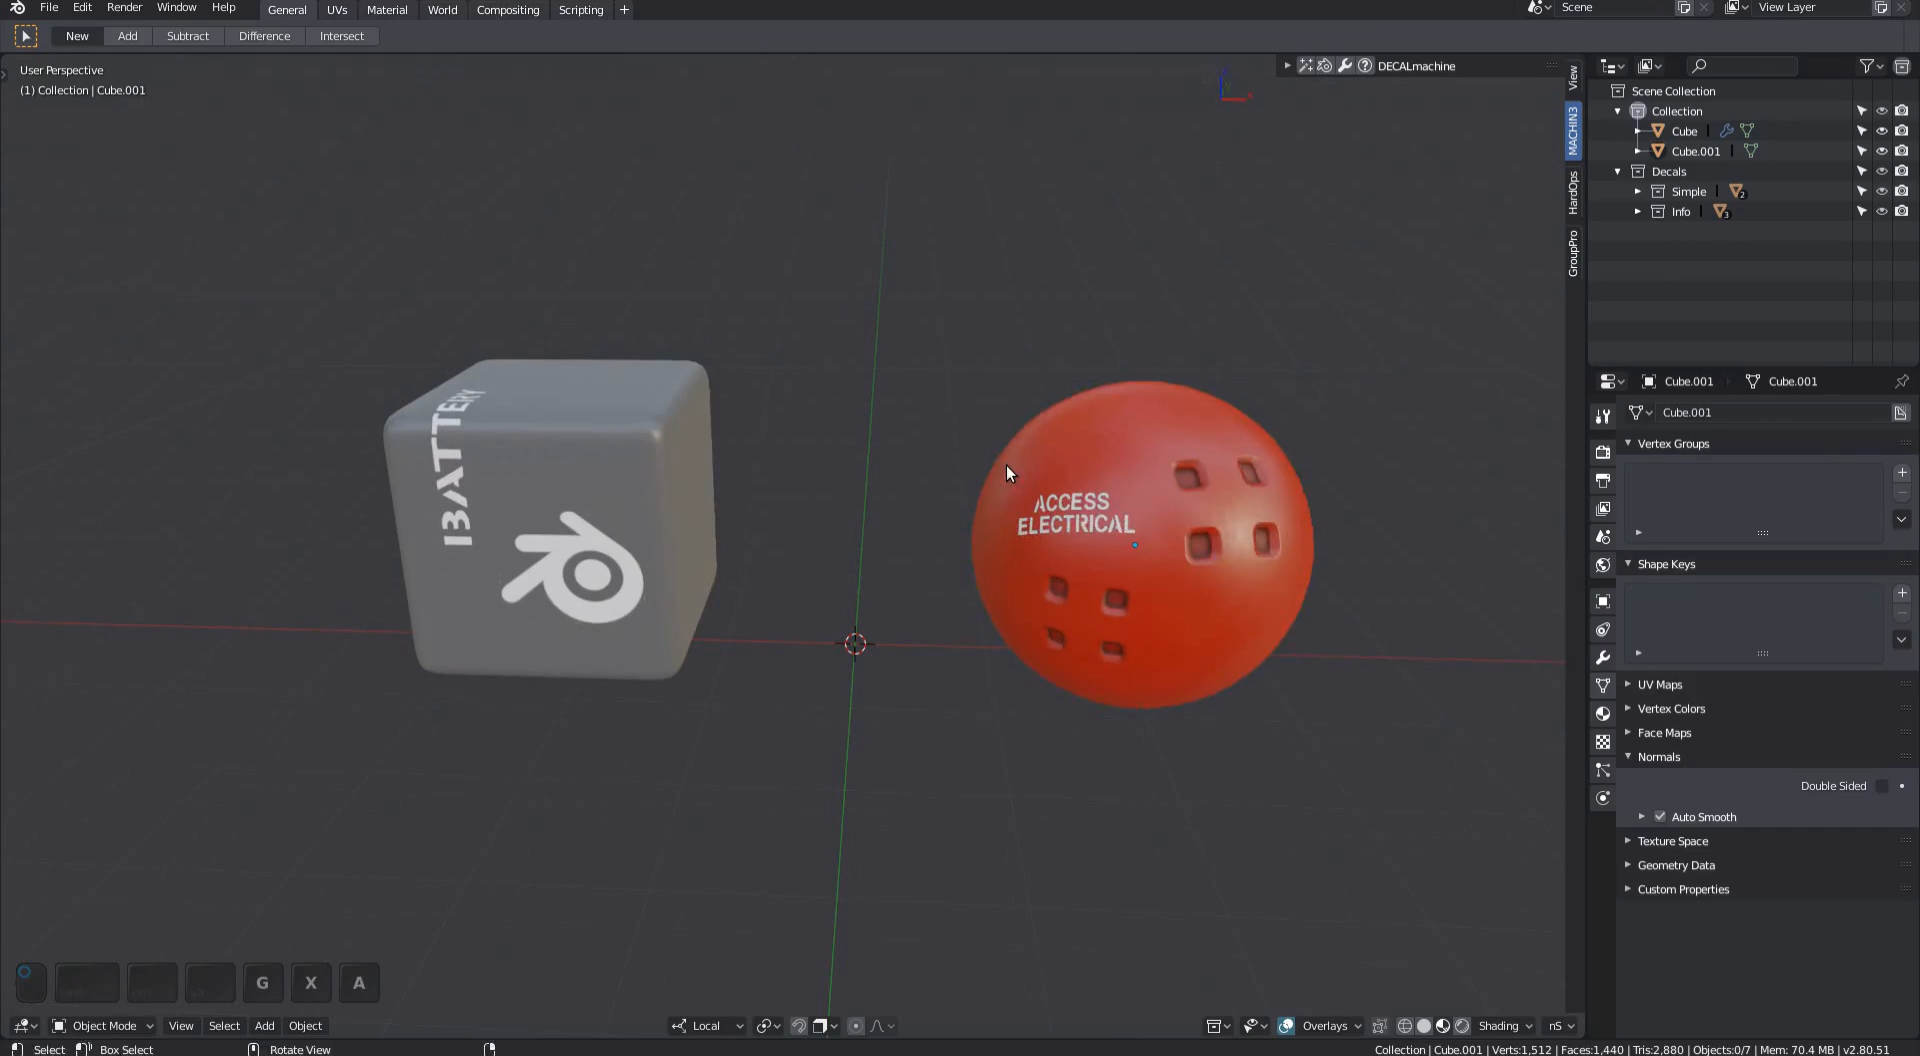 File Edit Render Window Help General UVs Material World Compositing Scripting + Scene View Layer
New Add Subtract Difference Intersect
User Perspective
(1) Collection | Cube.001
DECALmachine
View
MACHIN3
HardOps
GroupPro
Scene Collection
Collection
Cube
Cube.001
Decals
Simple 2
Info 3
BATTERY
ACCESS
ELECTRICAL
Cube.001 Cube.001
Cube.001
Vertex Groups
Shape Keys
UV Maps
Vertex Colors
Face Maps
Normals
Double Sided
Auto Smooth
Texture Space
Geometry Data
Custom Properties
G X A
Object Mode View Select Add Object Local Overlays Shading nS
Select Box Select Rotate View Collection | Cube.001 | Verts:1,512 | Faces:1,440 | Tris:2,880 | Objects:0/7 | Mem: 70.4 MB | v2.80.51